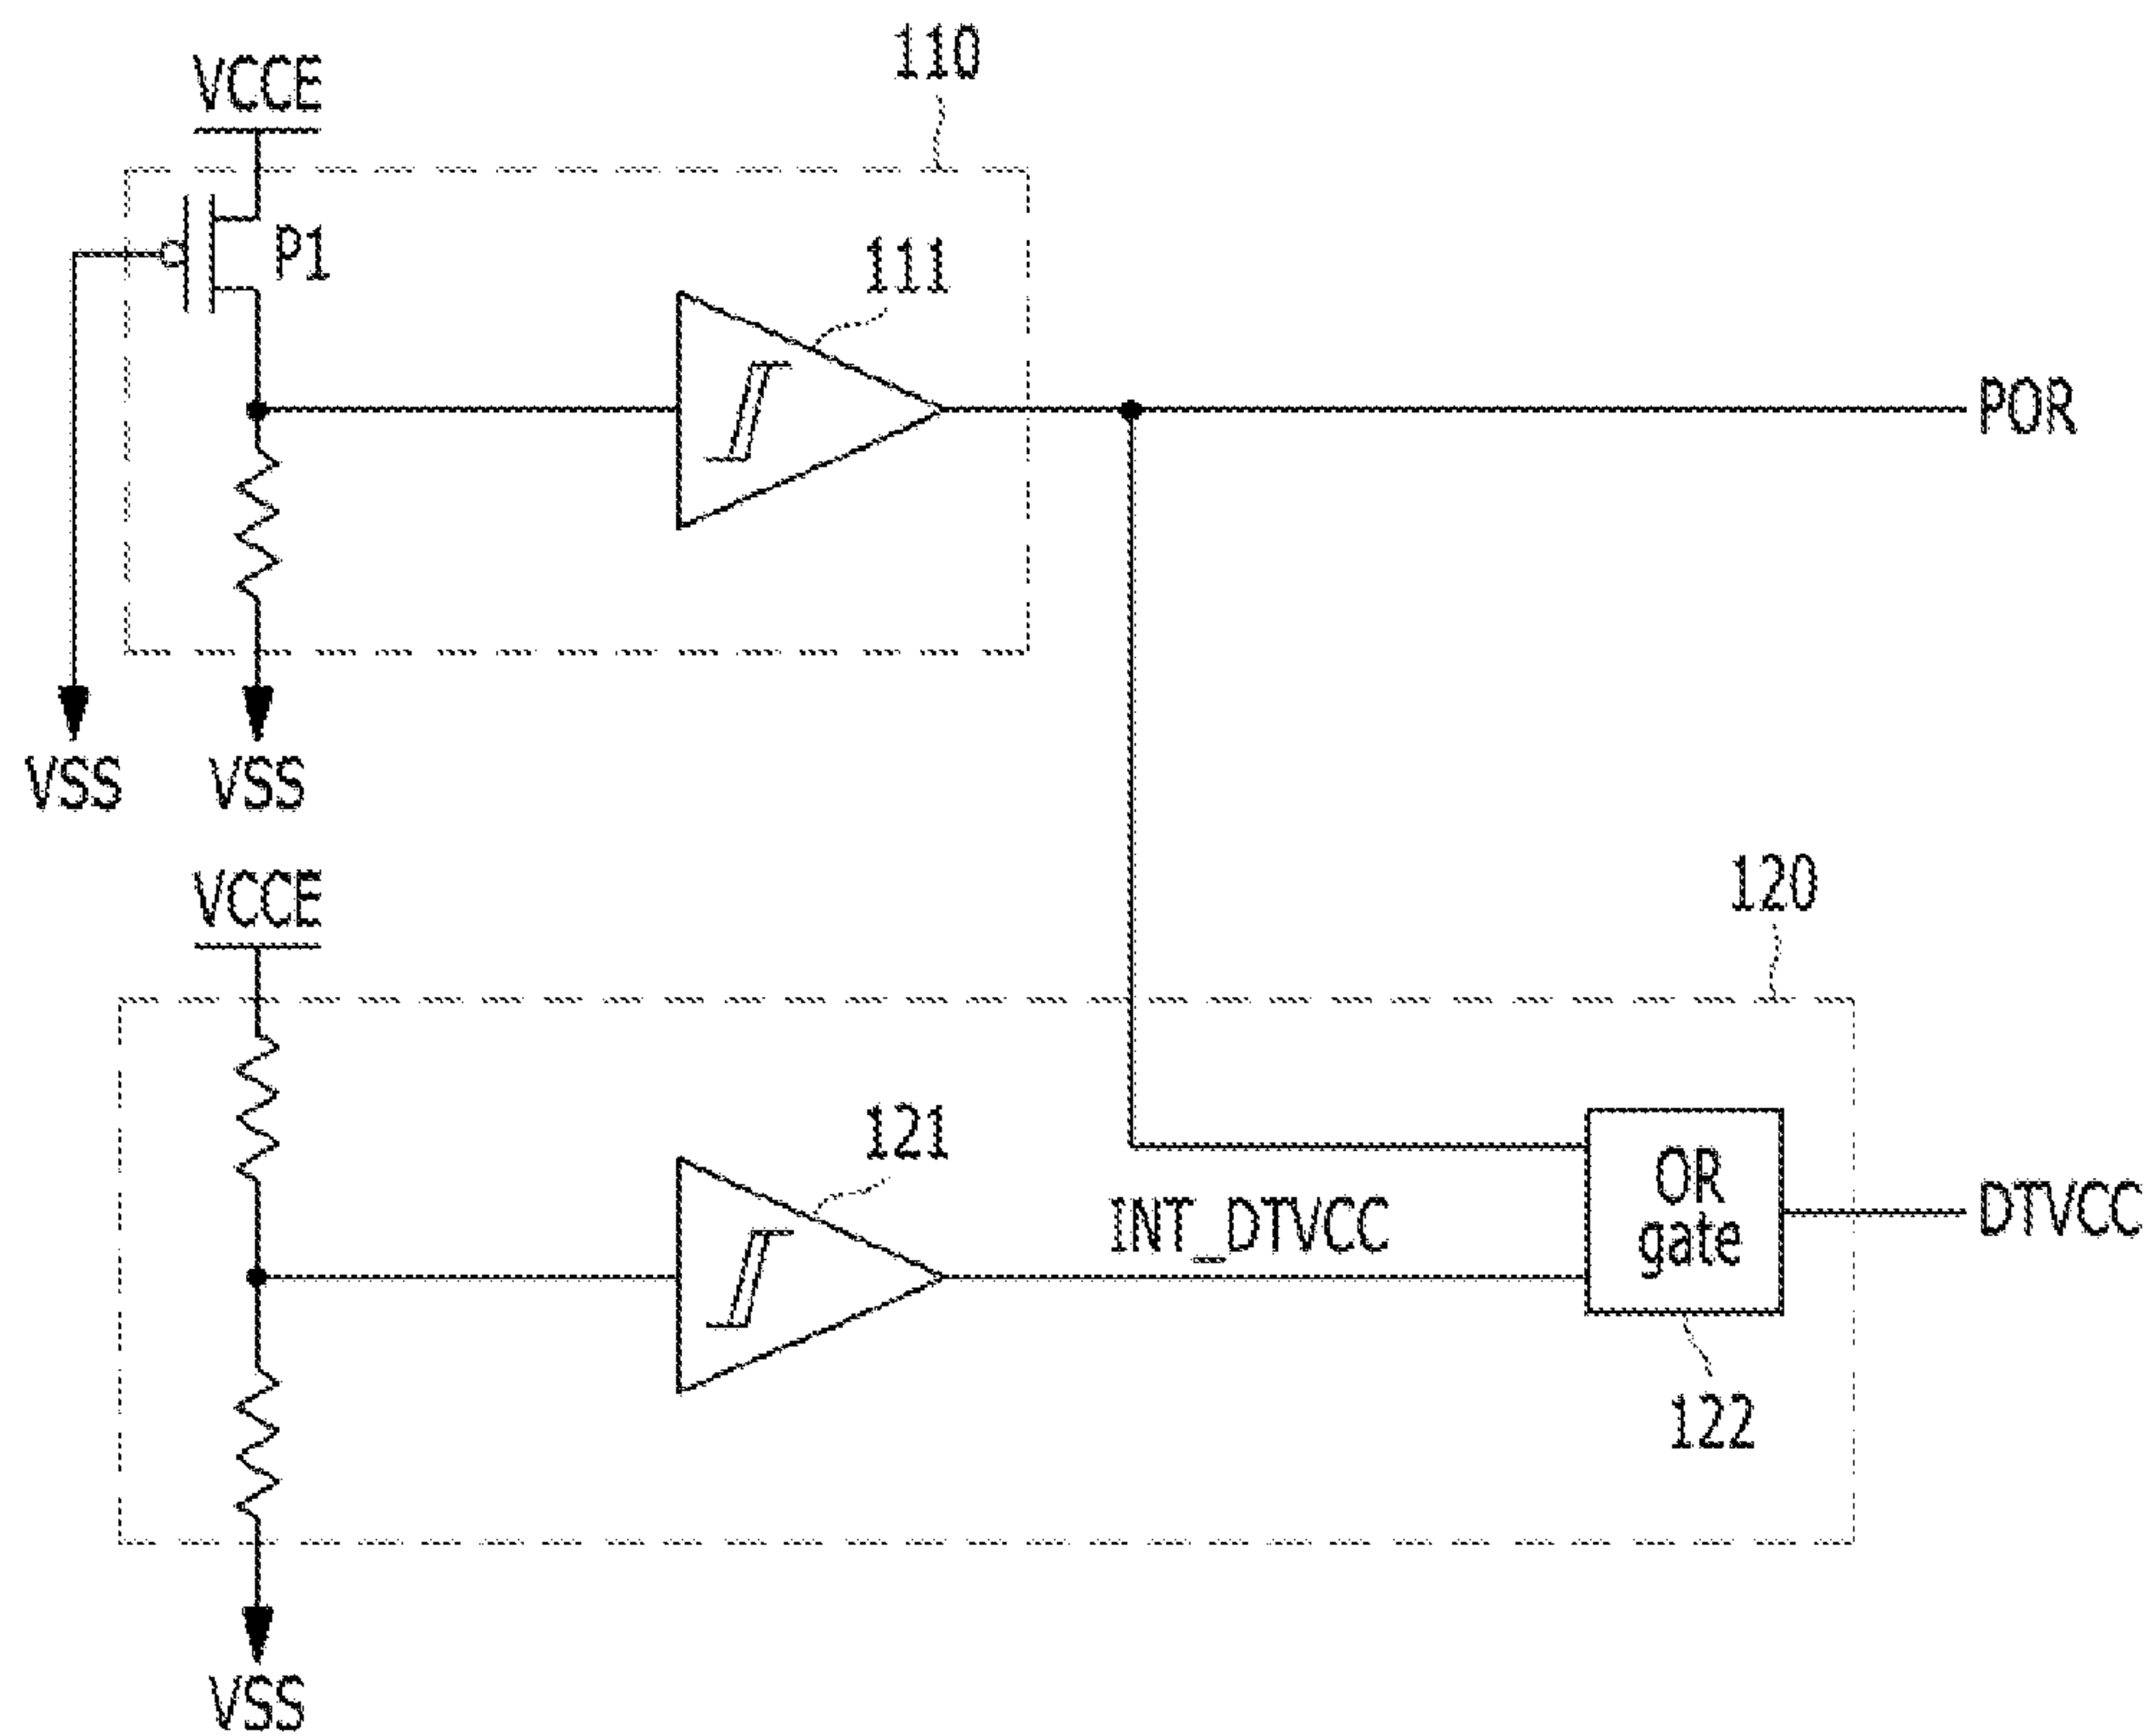 110
VCCE
P1
111
POR
VSS
VSS
VCCE
120
121
INT_DTVCC
OR
gate
DTVCC
122
VSS